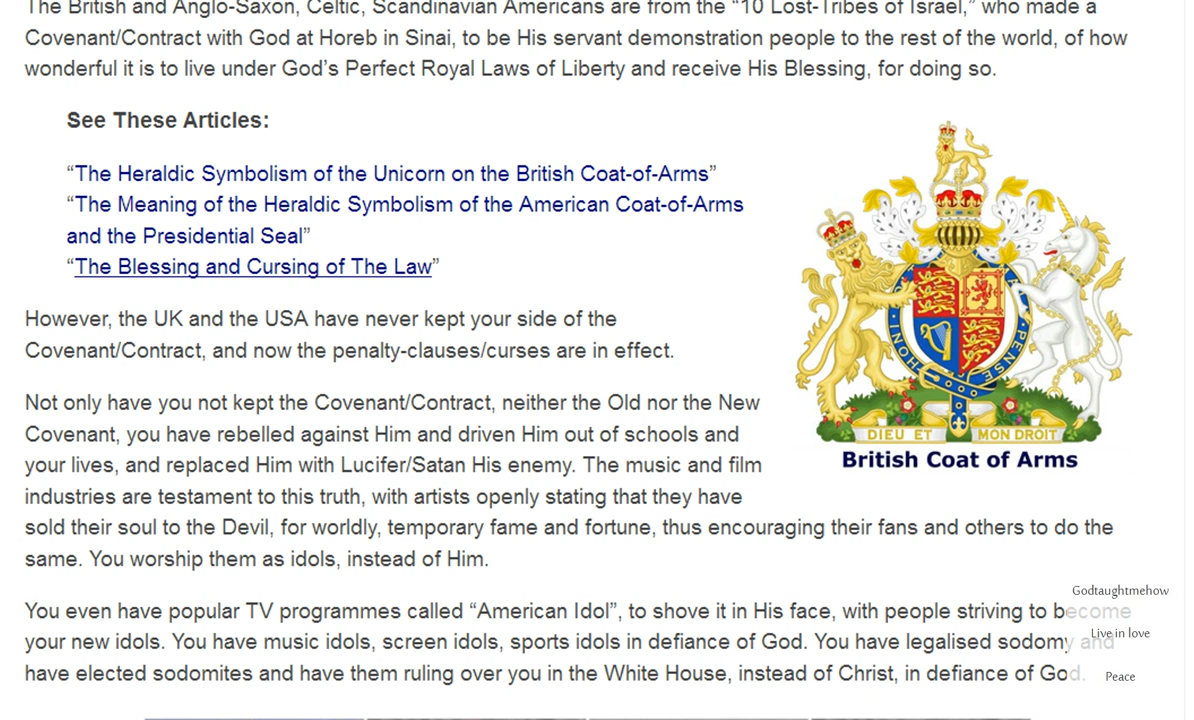 The British and Anglo-Saxon, Celtic, Scandinavian Americans are from the “10 Lost-Tribes of Israel,” who made a
Covenant/Contract with God at Horeb in Sinai, to be His servant demonstration people to the rest of the world, of how
wonderful it is to live under God’s Perfect Royal Laws of Liberty and receive His Blessing, for doing so.
See These Articles:
“The Heraldic Symbolism of the Unicorn on the British Coat-of-Arms”
“The Meaning of the Heraldic Symbolism of the American Coat-of-Arms
and the Presidential Seal”
“The Blessing and Cursing of The Law”
HONI
PENSE
DIEU ET MON DROIT
British Coat of Arms
However, the UK and the USA have never kept your side of the
Covenant/Contract, and now the penalty-clauses/curses are in effect.
Not only have you not kept the Covenant/Contract, neither the Old nor the New
Covenant, you have rebelled against Him and driven Him out of schools and
your lives, and replaced Him with Lucifer/Satan His enemy. The music and film
industries are testament to this truth, with artists openly stating that they have
sold their soul to the Devil, for worldly, temporary fame and fortune, thus encouraging their fans and others to do the
same. You worship them as idols, instead of Him.
Godtaughtmehow
You even have popular TV programmes called “American Idol”, to shove it in His face, with people striving to become
your new idols. You have music idols, screen idols, sports idols in defiance of God. You have legalised sodomy and
Live in love
have elected sodomites and have them ruling over you in the White House, instead of Christ, in defiance of God.
Peace